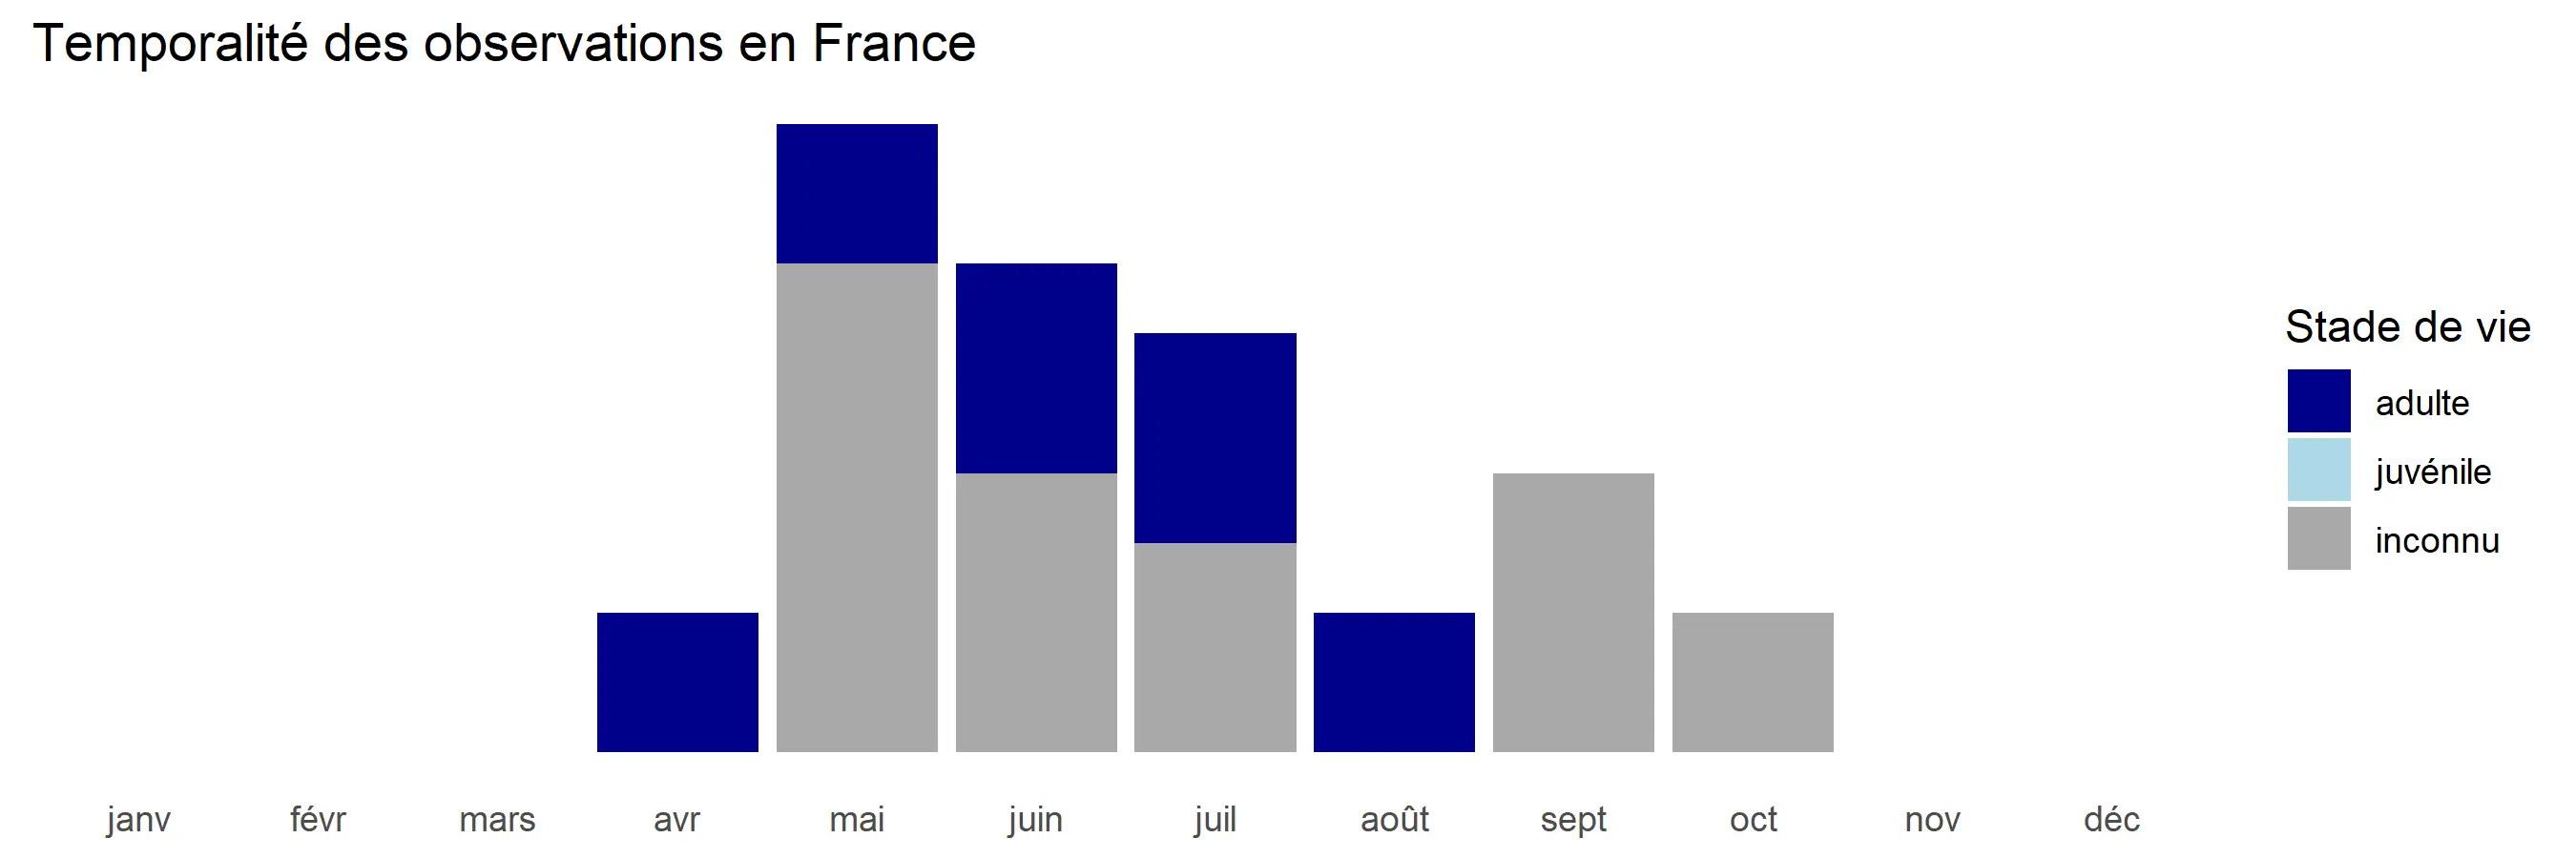 Temporalité des observations en France
Stade de vie
adulte
juvénile
inconnu
janv févr mars avr mai juin juil août sept oct nov déc